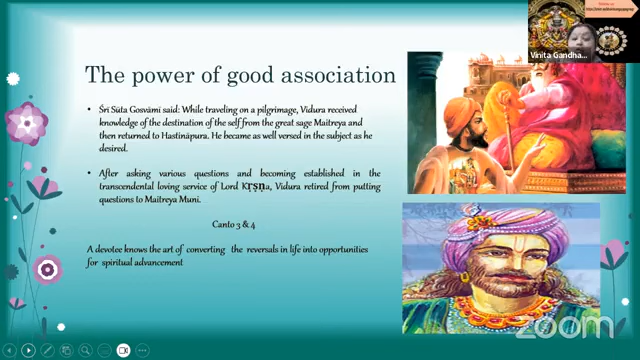 The power of good association
• Śrī Sūta Gosvāmī said: While traveling on a pilgrimage, Vidura received
knowledge of the destination of the self from the great sage Maitreya and
then returned to Hastināpura. He became as well versed in the subject as he
desired.
• After asking various questions and becoming established in the
transcendental loving service of Lord Kṛṣṇa, Vidura retired from putting
questions to Maitreya Muni.
Canto 3 & 4
A devotee knows the art of converting the reversals in life into opportunities
for spiritual advancement
Vinita Gandha...
zoom